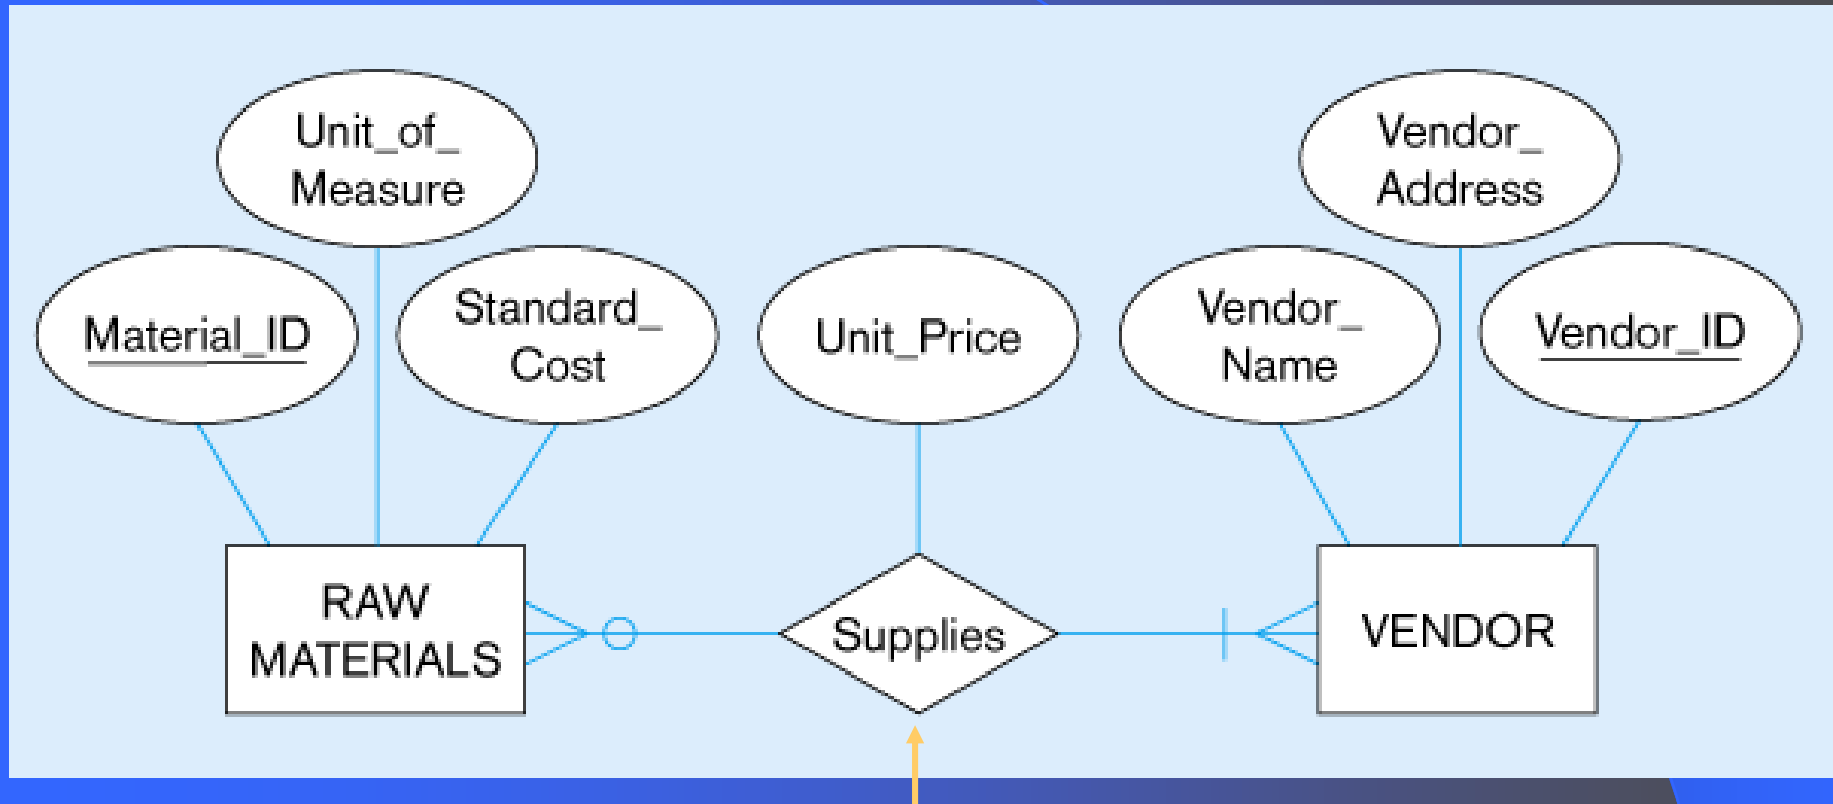 Unit_of_
Measure
Vendor_
Address
Material_ID
Standard_
Cost
Unit_Price
Vendor_
Name
Vendor_ID
RAW
MATERIALS
Supplies
VENDOR